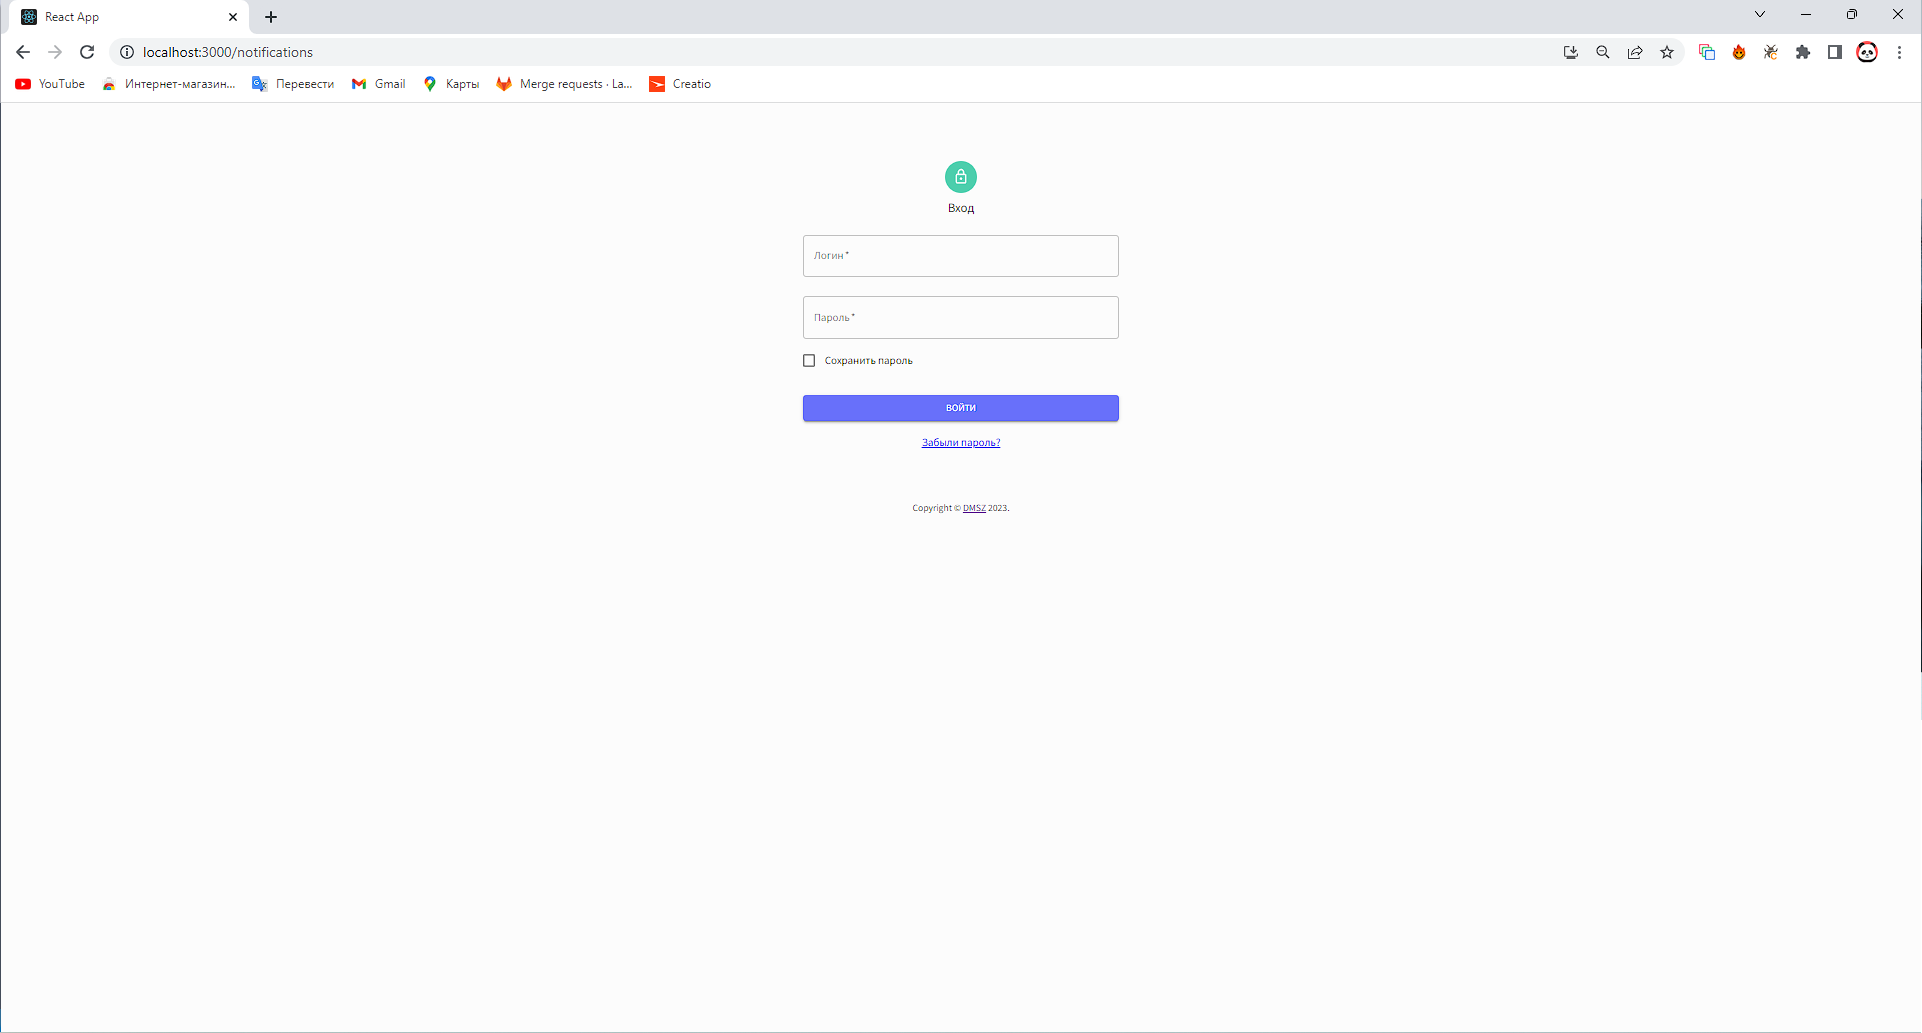 React App
localhost:3000/notifications
YouTube Интернет-магазин... Перевести Gmail Карты Merge requests · La... Creatio
Вход
Логин *
Пароль *
Сохранить пароль
ВОЙТИ
Забыли пароль?
Copyright © DMSZ 2023.